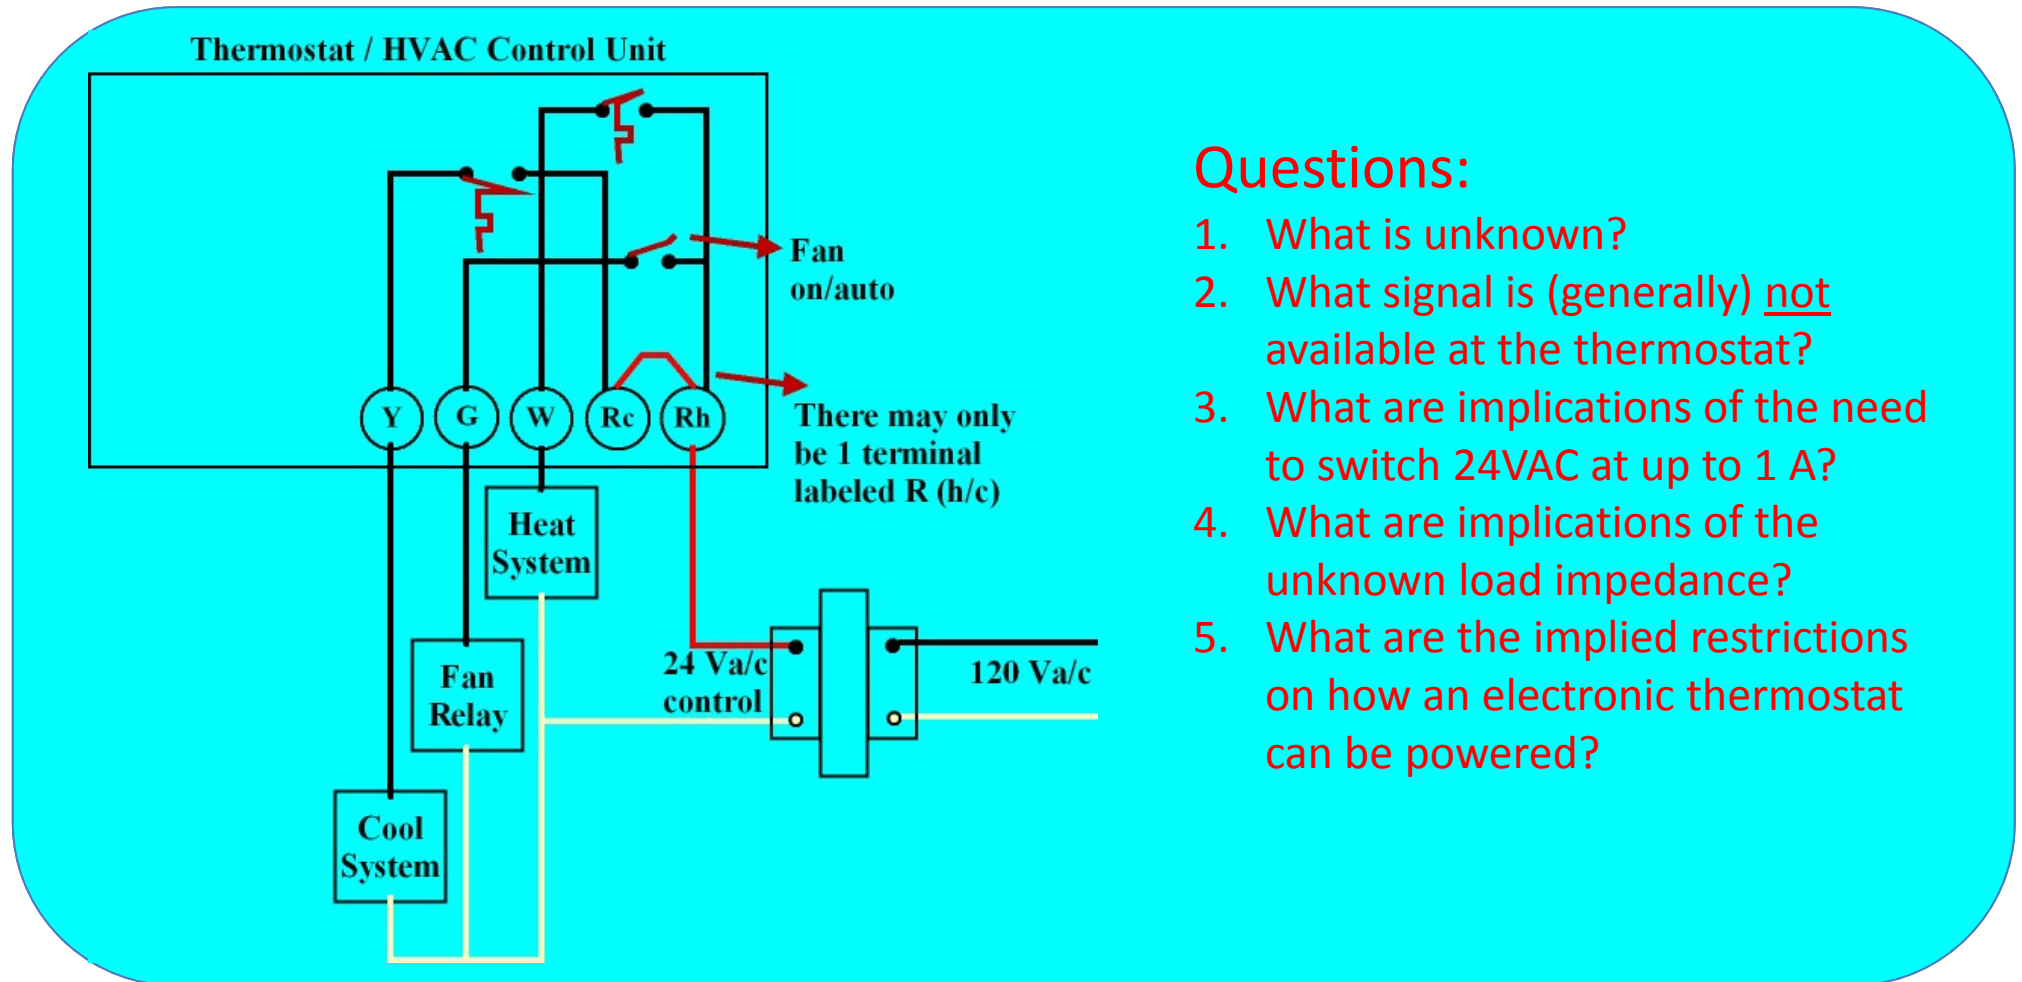 Thermostat / HVAC Control Unit
Fan
on/auto
Y
G
W
Rc
Rh
There may only
be 1 terminal
labeled R (h/c)
Heat
System
24 Va/c
control
120 Va/c
Fan
Relay
Cool
System
Questions:
1. What is unknown?
2. What signal is (generally) not
available at the thermostat?
3. What are implications of the need
to switch 24VAC at up to 1 A?
4. What are implications of the
unknown load impedance?
5. What are the implied restrictions
on how an electronic thermostat
can be powered?